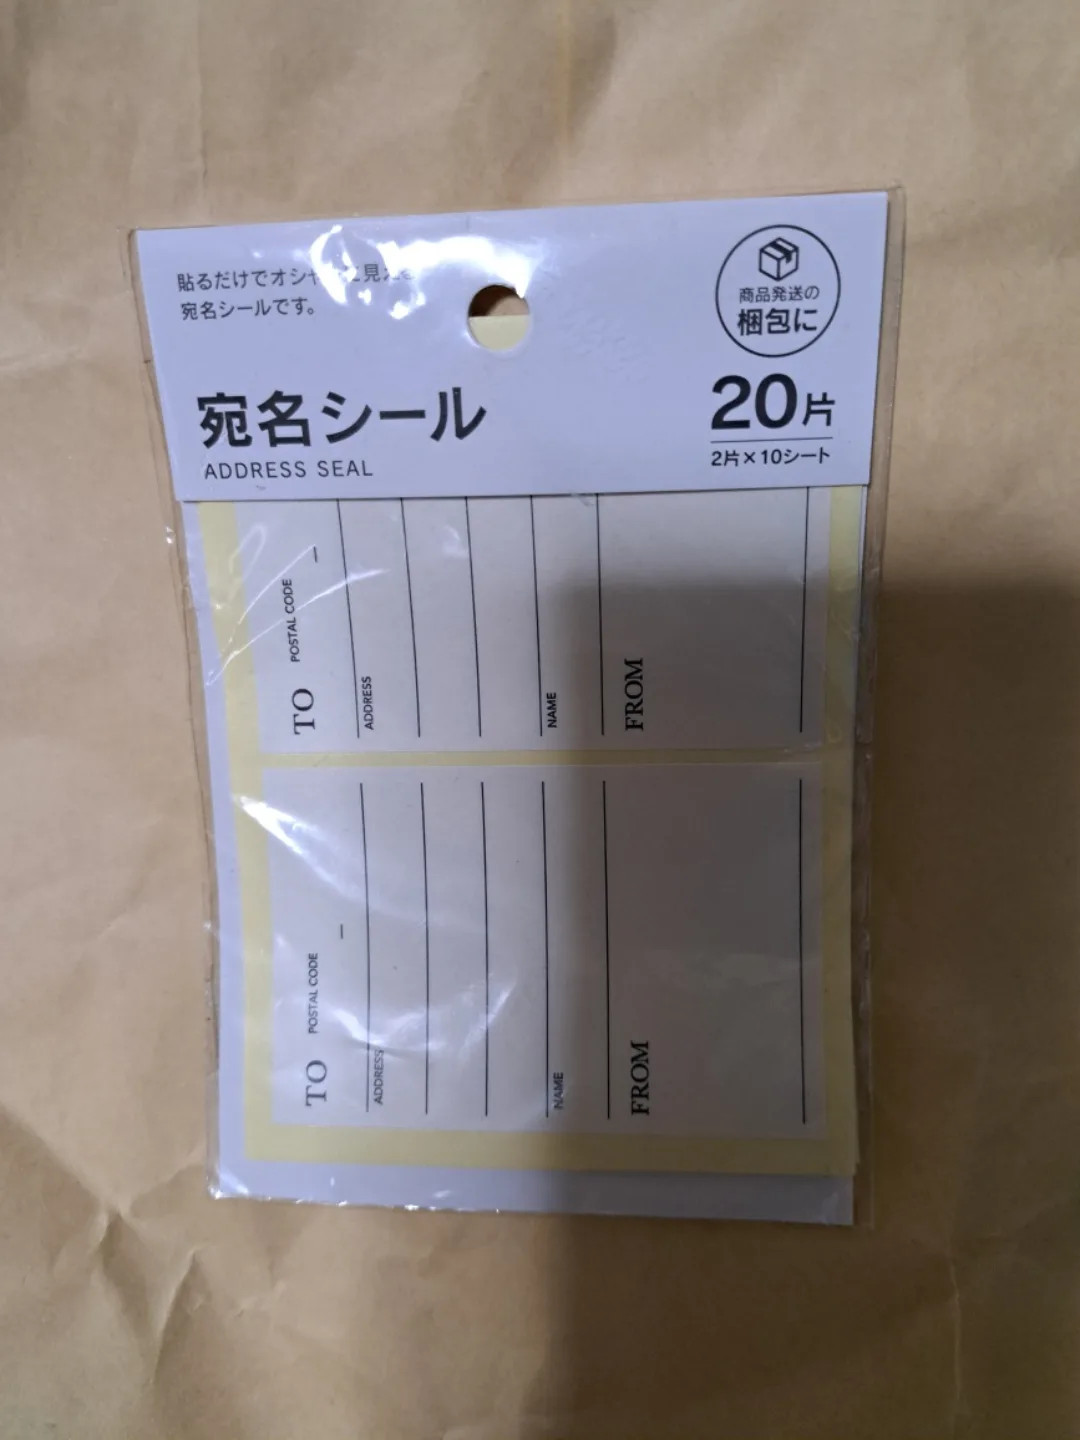 貼るだけでオシャ
宛名シールです。
商品発送の
梱包に
宛名シール
ADDRESS SEAL
20片
2片×10シート
TO POSTAL CODE –
ADDRESS
NAME
FROM
TO POSTAL CODE –
ADDRESS
NAME
FROM